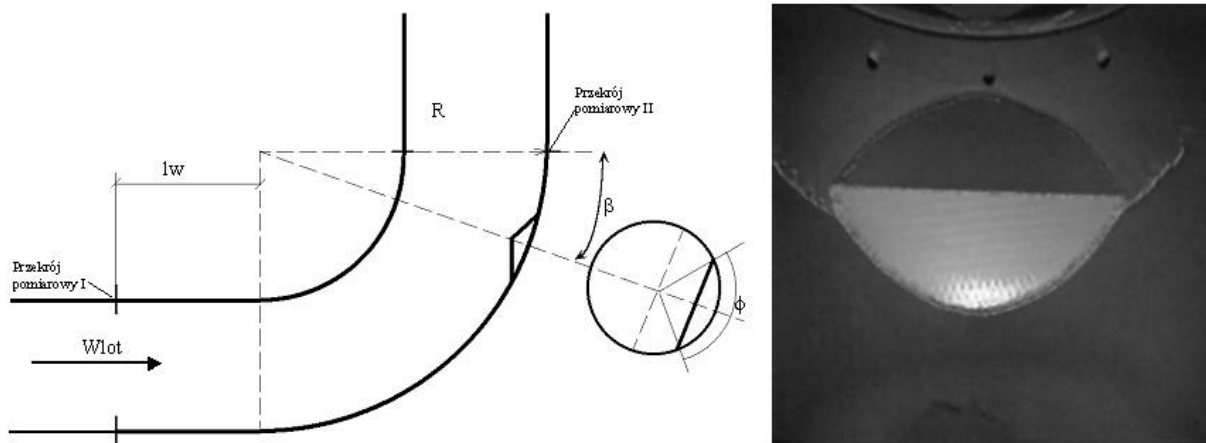 R
Przekrój
pomiarowy II
lw
β
Przekrój
pomiarowy I
ϕ
Wlot